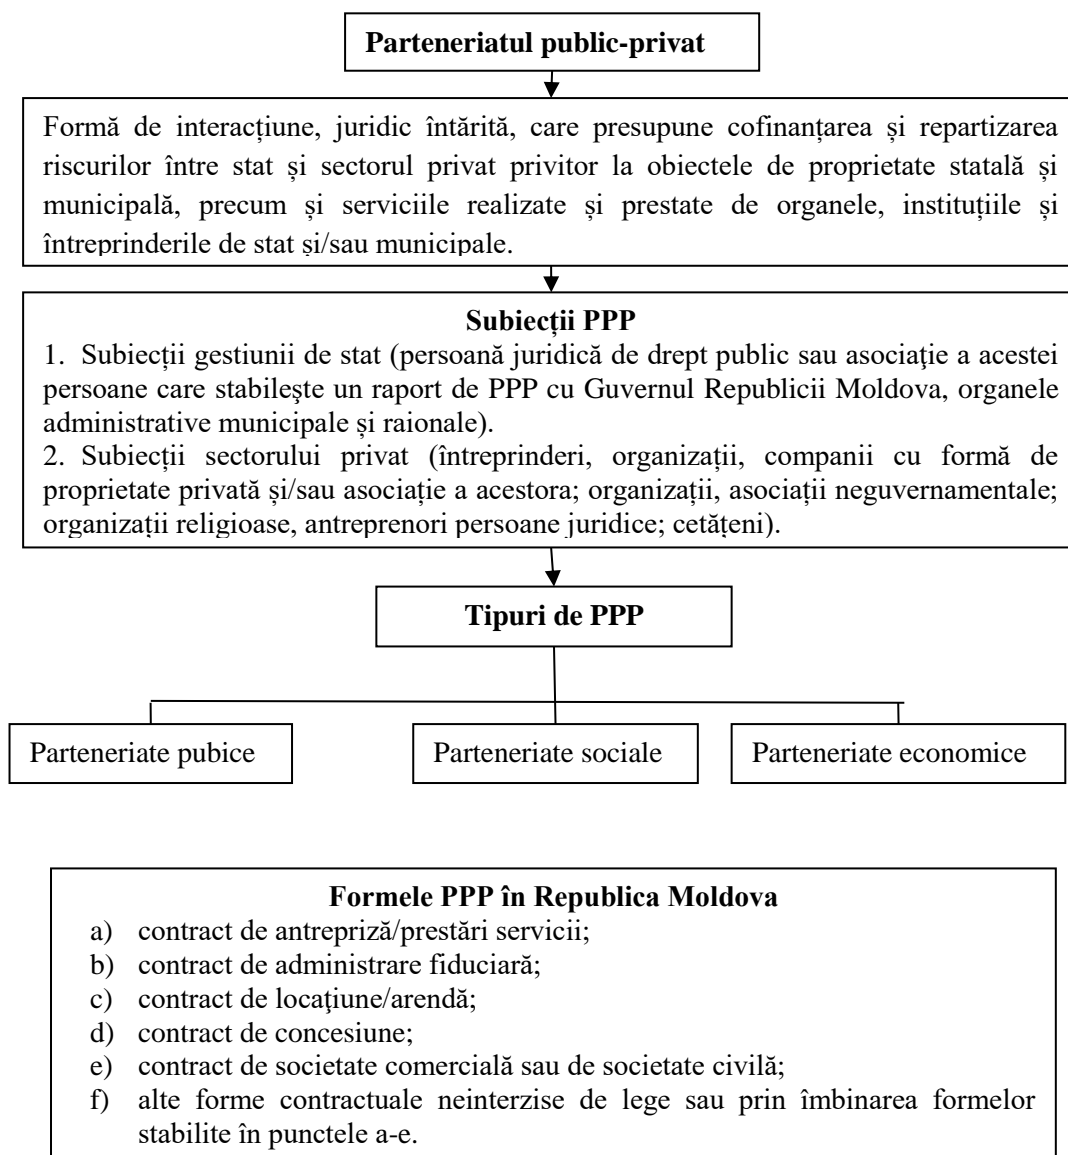 Parteneriatul public-privat
Formă de interacțiune, juridic întărită, care presupune cofinanțarea și repartizarea
riscurilor între stat și sectorul privat privitor la obiectele de proprietate statală și
municipală, precum și serviciile realizate și prestate de organele, instituțiile și
întreprinderile de stat și/sau municipale.
Subiecții PPP
1. Subiecții gestiunii de stat (persoană juridică de drept public sau asociaţie a acestei
persoane care stabileşte un raport de PPP cu Guvernul Republicii Moldova, organele
administrative municipale și raionale).
2. Subiecții sectorului privat (întreprinderi, organizații, companii cu formă de
proprietate privată și/sau asociație a acestora; organizații, asociații neguvernamentale;
organizații religioase, antreprenori persoane juridice; cetățeni).
Tipuri de PPP
Parteneriate pubice
Parteneriate sociale
Parteneriate economice
Formele PPP în Republica Moldova
a) contract de antrepriză/prestări servicii;
b) contract de administrare fiduciară;
c) contract de locaţiune/arendă;
d) contract de concesiune;
e) contract de societate comercială sau de societate civilă;
f) alte forme contractuale neinterzise de lege sau prin îmbinarea formelor
stabilite în punctele a-e.